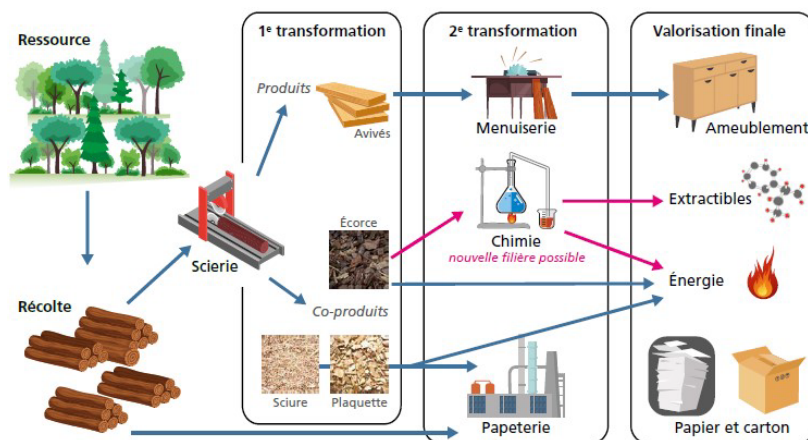 Ressource
1e transformation
2e transformation
Valorisation finale
Produits
Avivés
Menuiserie
Ameublement
Scierie
Écorce
Chimie
nouvelle filière possible
Extractibles
Énergie
Récolte
Co-produits
Sciure
Plaquette
Papeterie
Papier et carton